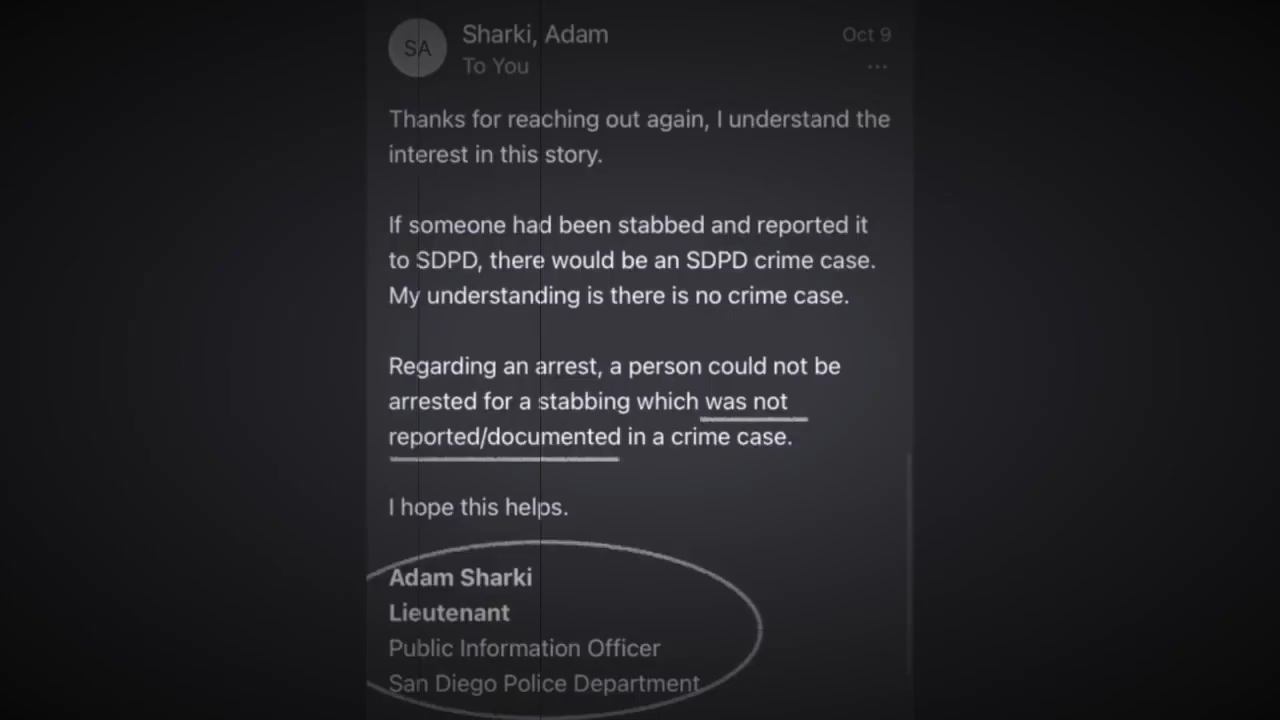 SA
Sharki, Adam
Oct 9
To You
...
Thanks for reaching out again, I understand the
interest in this story.
If someone had been stabbed and reported it
to SDPD, there would be an SDPD crime case.
My understanding is there is no crime case.
Regarding an arrest, a person could not be
arrested for a stabbing which was not
reported/documented in a crime case.
I hope this helps.
Adam Sharki
Lieutenant
Public Information Officer
San Diego Police Department